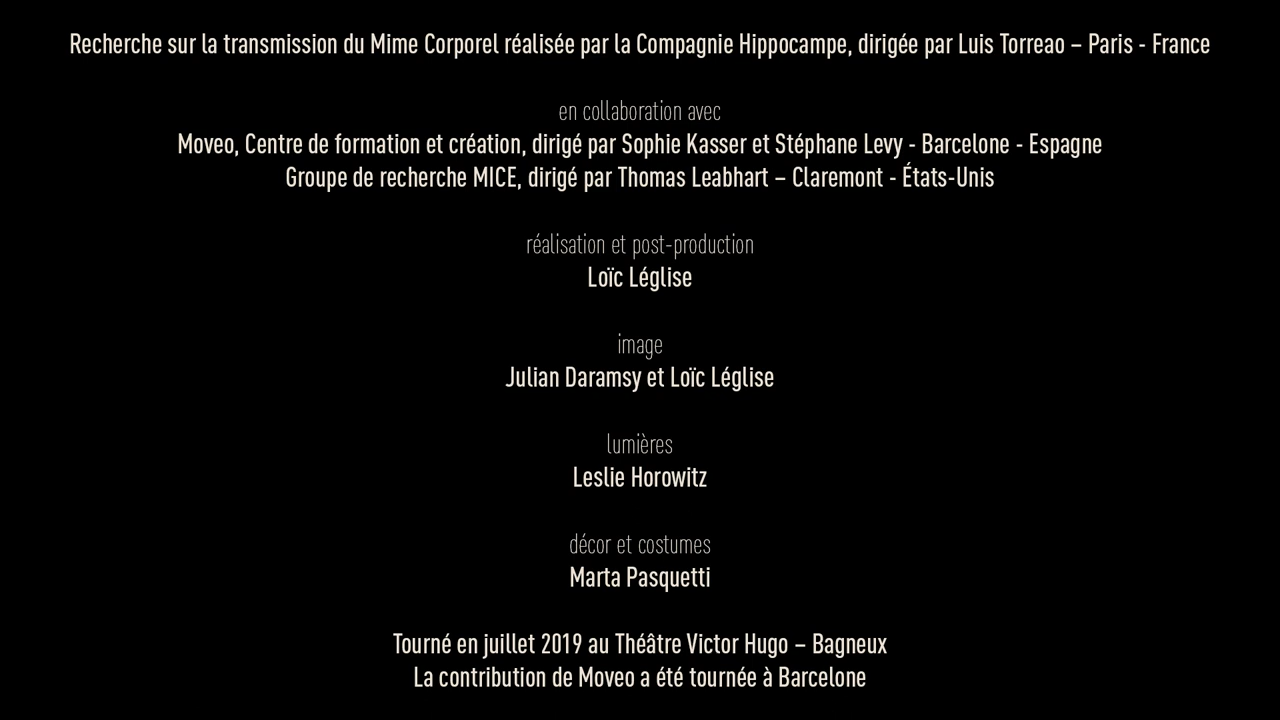 Recherche sur la transmission du Mime Corporel réalisée par la Compagnie Hippocampe, dirigée par Luis Torreao – Paris - France
en collaboration avec
Moveo, Centre de formation et création, dirigé par Sophie Kasser et Stéphane Levy - Barcelone - Espagne
Groupe de recherche MICE, dirigé par Thomas Leabhart – Claremont - États-Unis
réalisation et post-production
Loïc Léglise
image
Julian Daramsy et Loïc Léglise
lumières
Leslie Horowitz
décor et costumes
Marta Pasquetti
Tourné en juillet 2019 au Théâtre Victor Hugo – Bagneux
La contribution de Moveo a été tournée à Barcelone